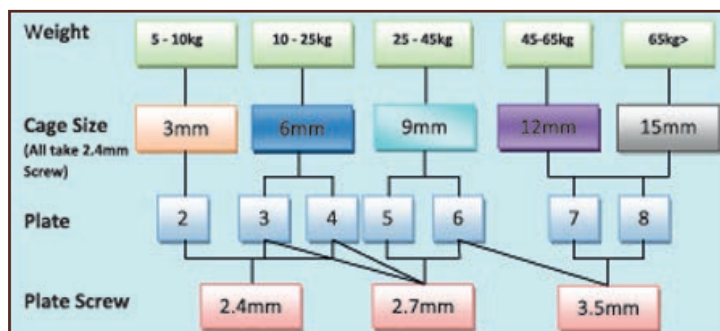 Weight
5 - 10kg
10 - 25kg
25 - 45kg
45-65kg
65kg>
Cage Size
(All take 2.4mm
Screw)
3mm
6mm
9mm
12mm
15mm
Plate
2
3
4
5
6
7
8
Plate Screw
2.4mm
2.7mm
3.5mm